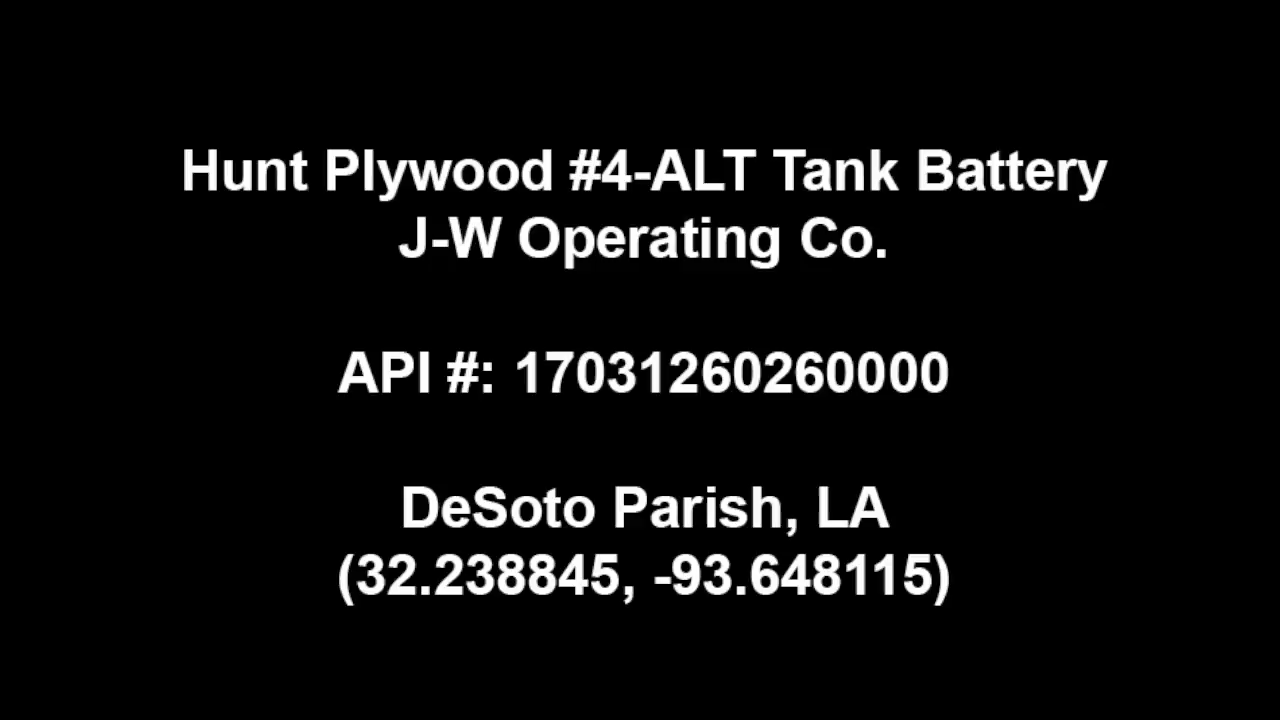 Hunt Plywood #4-ALT Tank Battery
J-W Operating Co.
API #: 17031260260000
DeSoto Parish, LA
(32.238845, -93.648115)